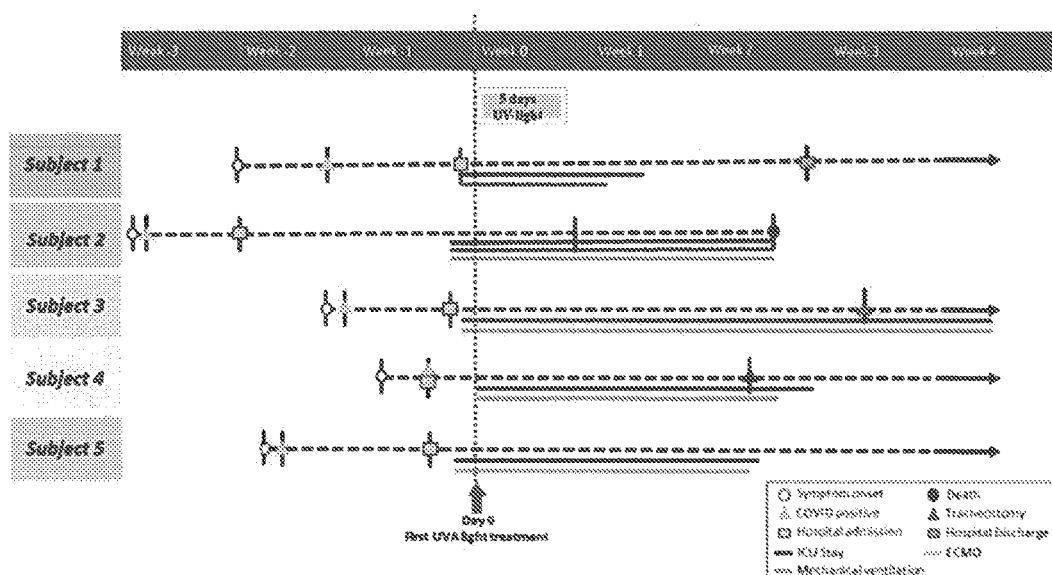 Week -3 Week -2 Week -1 Week 0 Week 1 Week 2 Week 3 Week 4
5 days
UV-light
Subject 1
Subject 2
Subject 3
Subject 4
Subject 5
Day 0
First UVA light treatment
Symptom onset Death
COVID positive Tracheostomy
Hospital admission Hospital discharge
ICU Stay ECMO
Mechanical ventilation